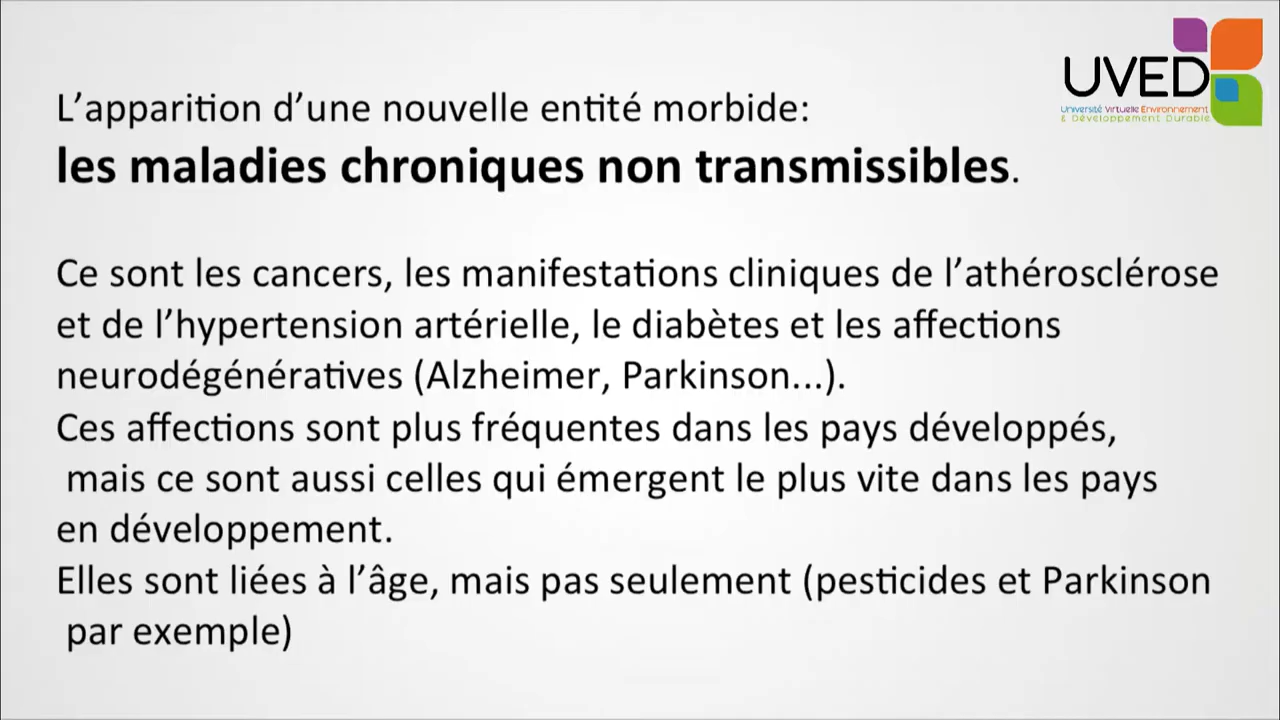 UVED
Université Virtuelle Environnement
& Développement Durable
L’apparition d’une nouvelle entité morbide:
les maladies chroniques non transmissibles.
Ce sont les cancers, les manifestations cliniques de l’athérosclérose
et de l’hypertension artérielle, le diabètes et les affections
neurodégénératives (Alzheimer, Parkinson...).
Ces affections sont plus fréquentes dans les pays développés,
mais ce sont aussi celles qui émergent le plus vite dans les pays
en développement.
Elles sont liées à l’âge, mais pas seulement (pesticides et Parkinson
par exemple)